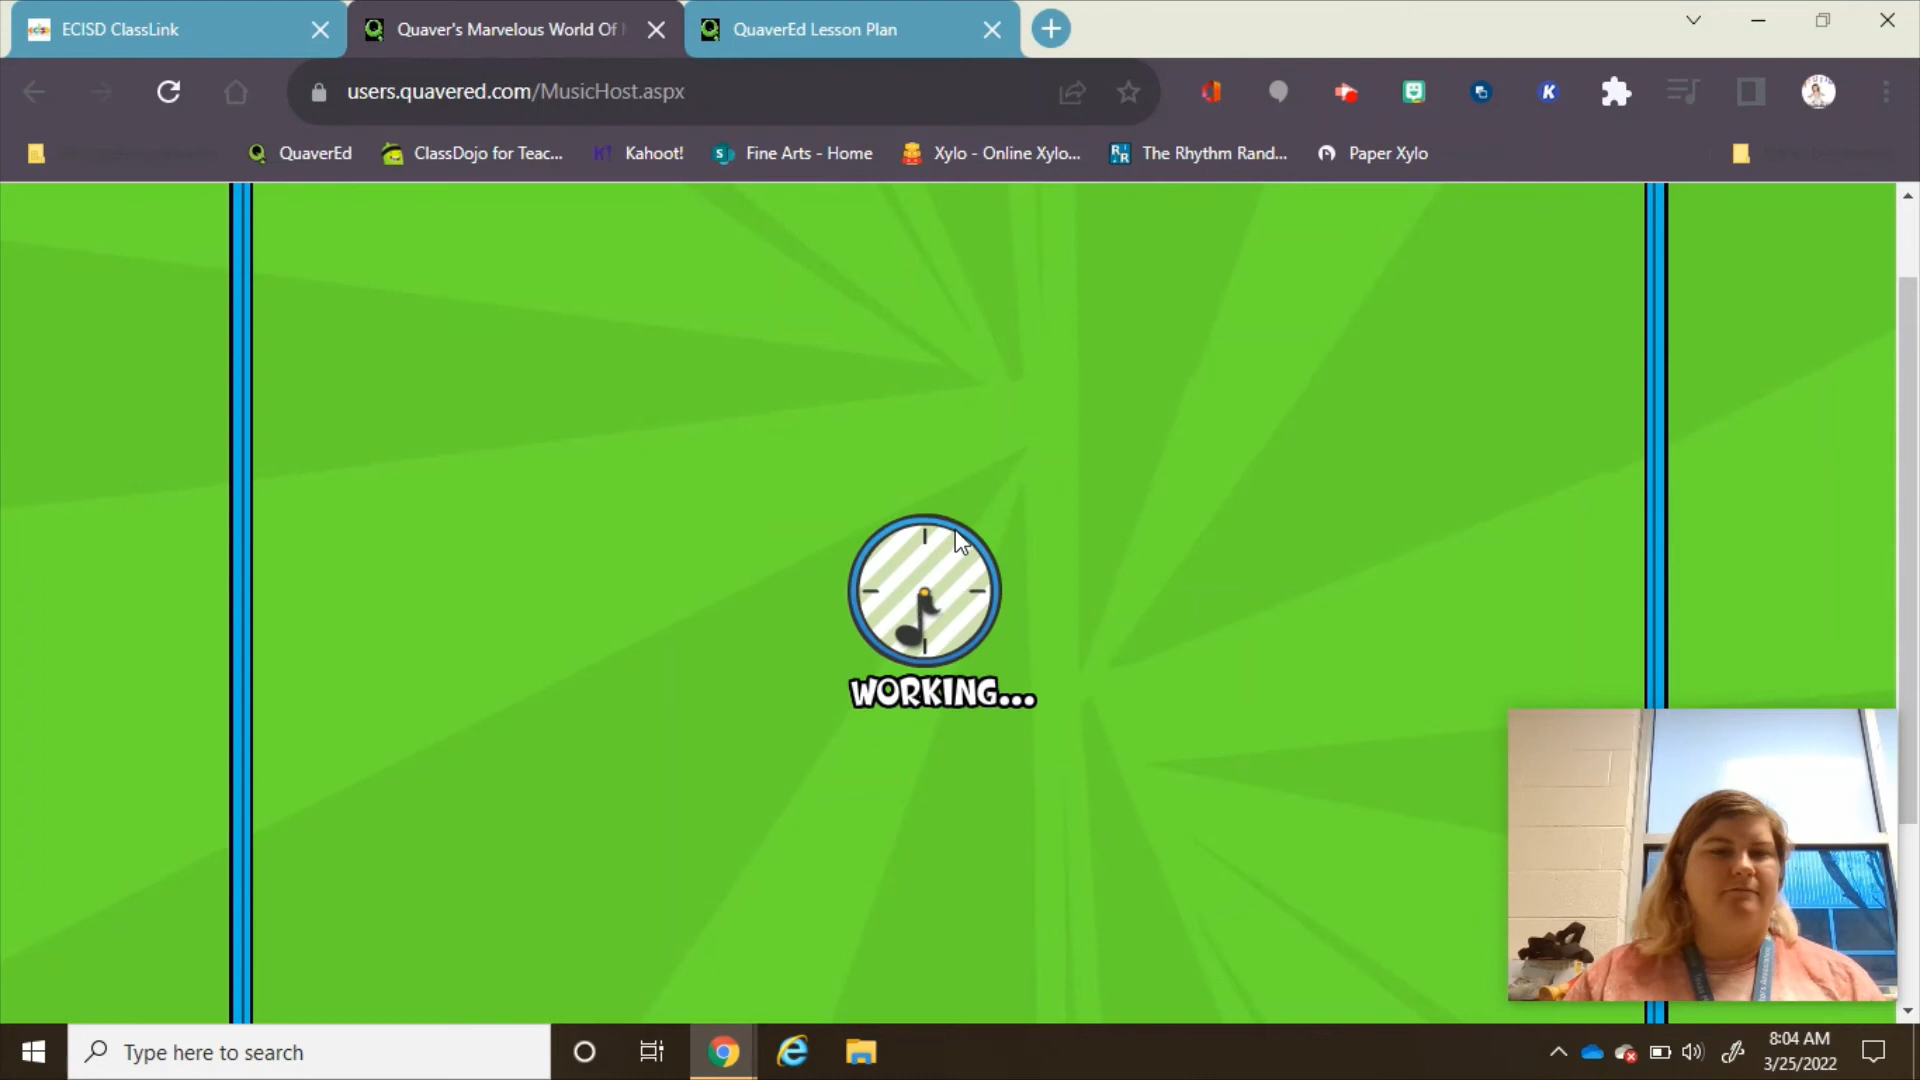 ECISD ClassLink
Quaver's Marvelous World Of
QuaverEd Lesson Plan
users.quavered.com/MusicHost.aspx
QuaverEd
ClassDojo for Teac...
Kahoot!
Fine Arts - Home
Xylo - Online Xylo...
The Rhythm Rand...
Paper Xylo
WORKING...
Type here to search
8:04 AM
3/25/2022